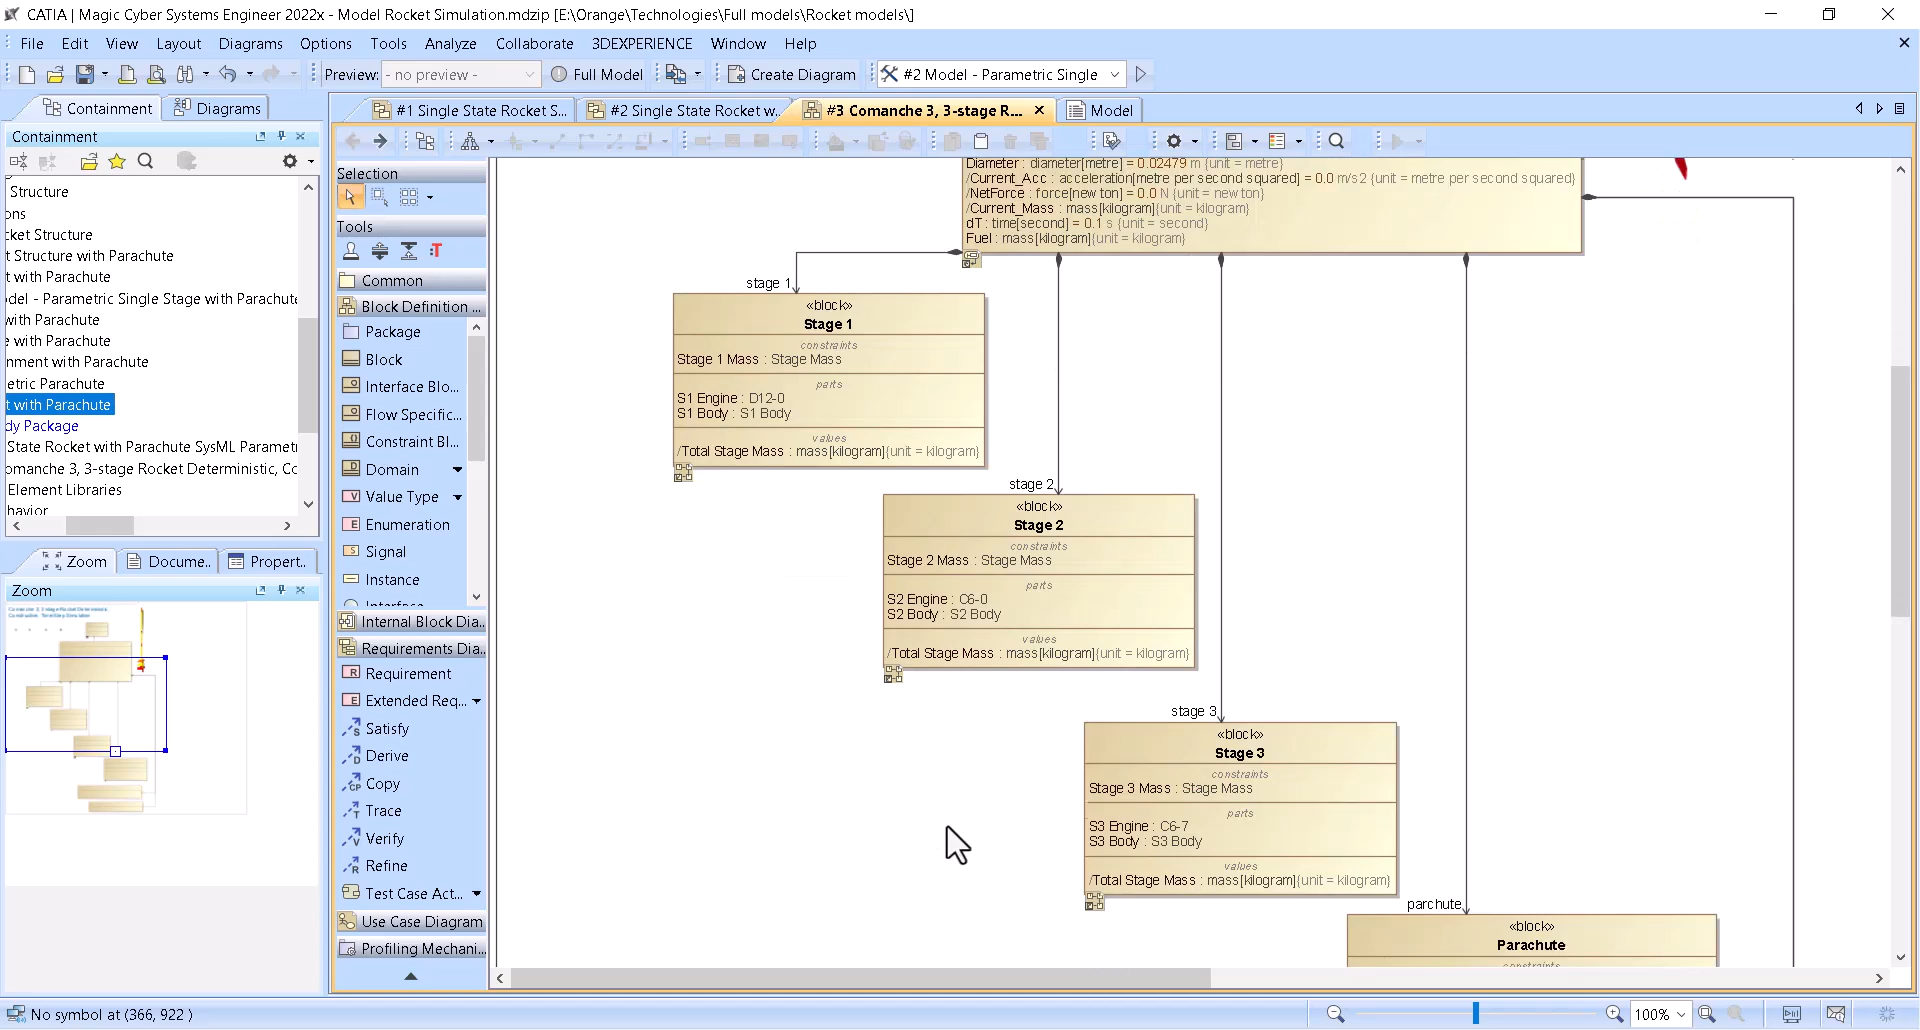 CATIA | Magic Cyber Systems Engineer 2022x - Model Rocket Simulation.mdzip [E:\Orange\Technologies\Full models\Rocket models\]
File Edit View Layout Diagrams Options Tools Analyze Collaborate 3DEXPERIENCE Window Help
Preview: - no preview - Full Model Create Diagram #2 Model - Parametric Single
Containment Diagrams
#1 Single State Rocket S... #2 Single State Rocket w... #3 Comanche 3, 3-stage R... Model
Containment
Structure
ons
cket Structure
t Structure with Parachute
t with Parachute
del - Parametric Single Stage with Parachute
with Parachute
e with Parachute
nment with Parachute
etric Parachute
t with Parachute
dy Package
State Rocket with Parachute SysML Parametr
omanche 3, 3-stage Rocket Deterministic, Co
Element Libraries
havior
Zoom Docume.. Propert..
Zoom
Selection
Tools
Common
Block Definition ...
Package
Block
Interface Blo...
Flow Specific...
Constraint Bl...
Domain
Value Type
Enumeration
Signal
Instance
Interface
Internal Block Dia...
Requirements Dia...
Requirement
Extended Req...
Satisfy
Derive
Copy
Trace
Verify
Refine
Test Case Act...
Use Case Diagram
Profiling Mechani...
Diameter : diameter[metre] = 0.02479 m {unit = metre}
/Current_Acc : acceleration[metre per second squared] = 0.0 m/s2 {unit = metre per second squared}
/NetForce : force[newton] = 0.0 N {unit = newton}
/Current_Mass : mass[kilogram]{unit = kilogram}
dT : time[second] = 0.1 s {unit = second}
Fuel : mass[kilogram]{unit = kilogram}
stage 1
«block»
Stage 1
constraints
Stage 1 Mass : Stage Mass
parts
S1 Engine : D12-0
S1 Body : S1 Body
values
/Total Stage Mass : mass[kilogram]{unit = kilogram}
stage 2
«block»
Stage 2
constraints
Stage 2 Mass : Stage Mass
parts
S2 Engine : C6-0
S2 Body : S2 Body
values
/Total Stage Mass : mass[kilogram]{unit = kilogram}
stage 3
«block»
Stage 3
constraints
Stage 3 Mass : Stage Mass
parts
S3 Engine : C6-7
S3 Body : S3 Body
values
/Total Stage Mass : mass[kilogram]{unit = kilogram}
parchute
«block»
Parachute
constraints
No symbol at (366, 922 )
100%